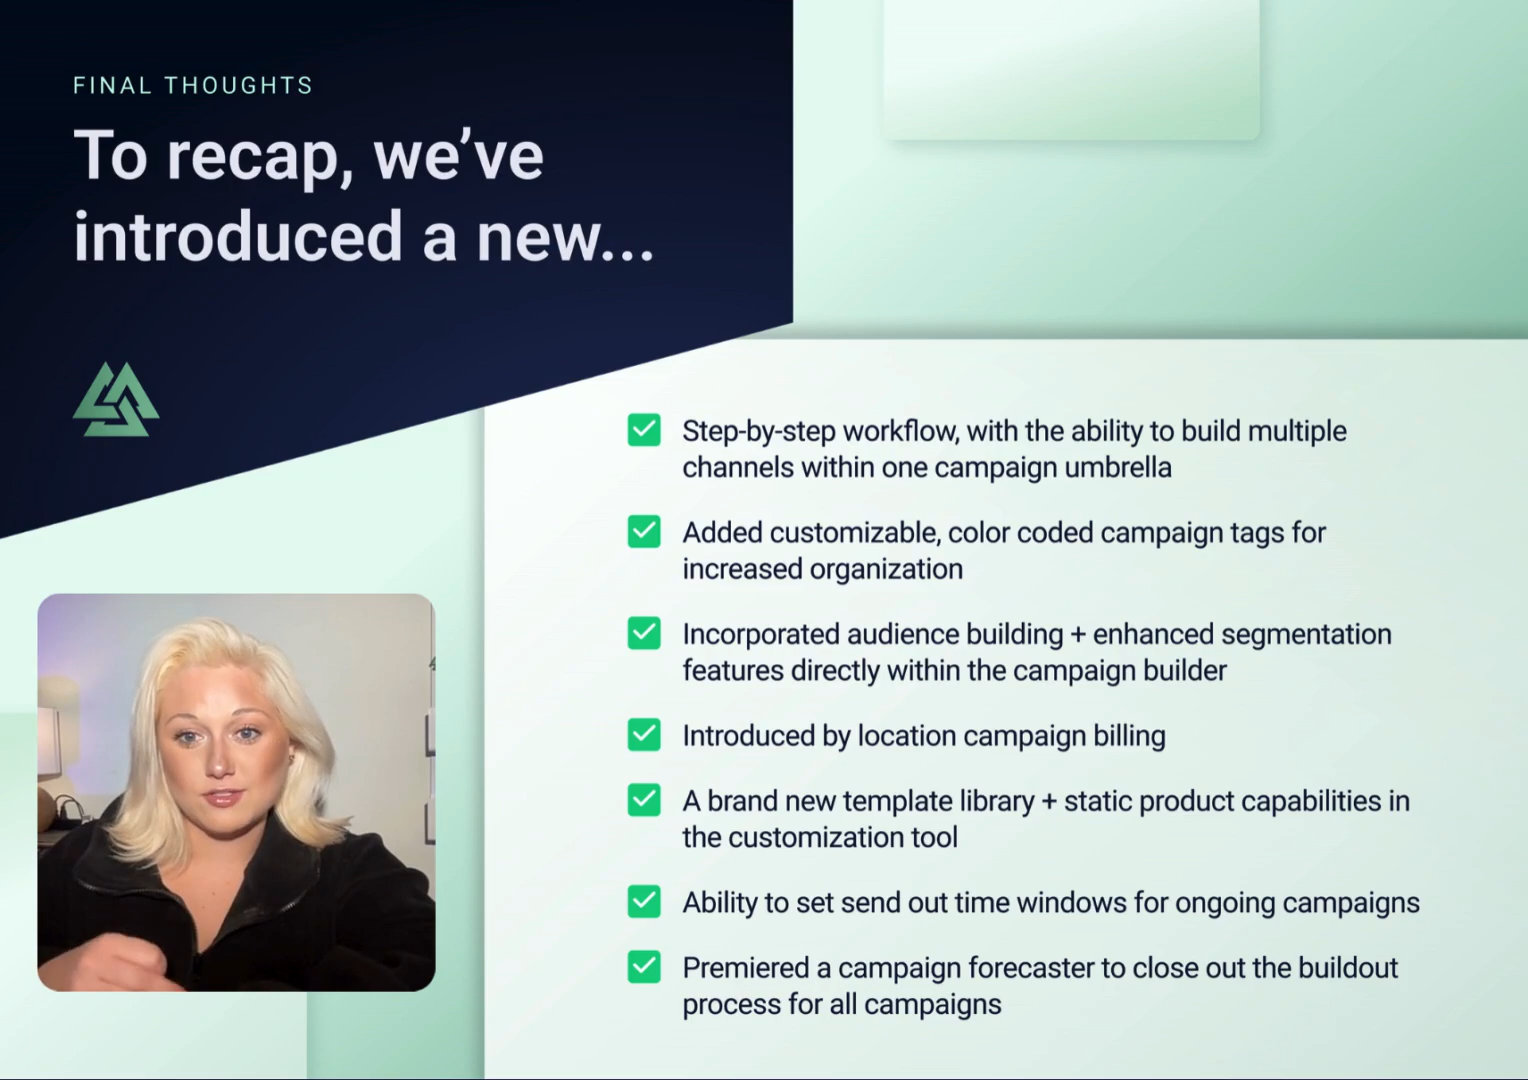 FINAL THOUGHTS
To recap, we’ve
introduced a new...
Step-by-step workflow, with the ability to build multiple
channels within one campaign umbrella
Added customizable, color coded campaign tags for
increased organization
Incorporated audience building + enhanced segmentation
features directly within the campaign builder
Introduced by location campaign billing
A brand new template library + static product capabilities in
the customization tool
Ability to set send out time windows for ongoing campaigns
Premiered a campaign forecaster to close out the buildout
process for all campaigns